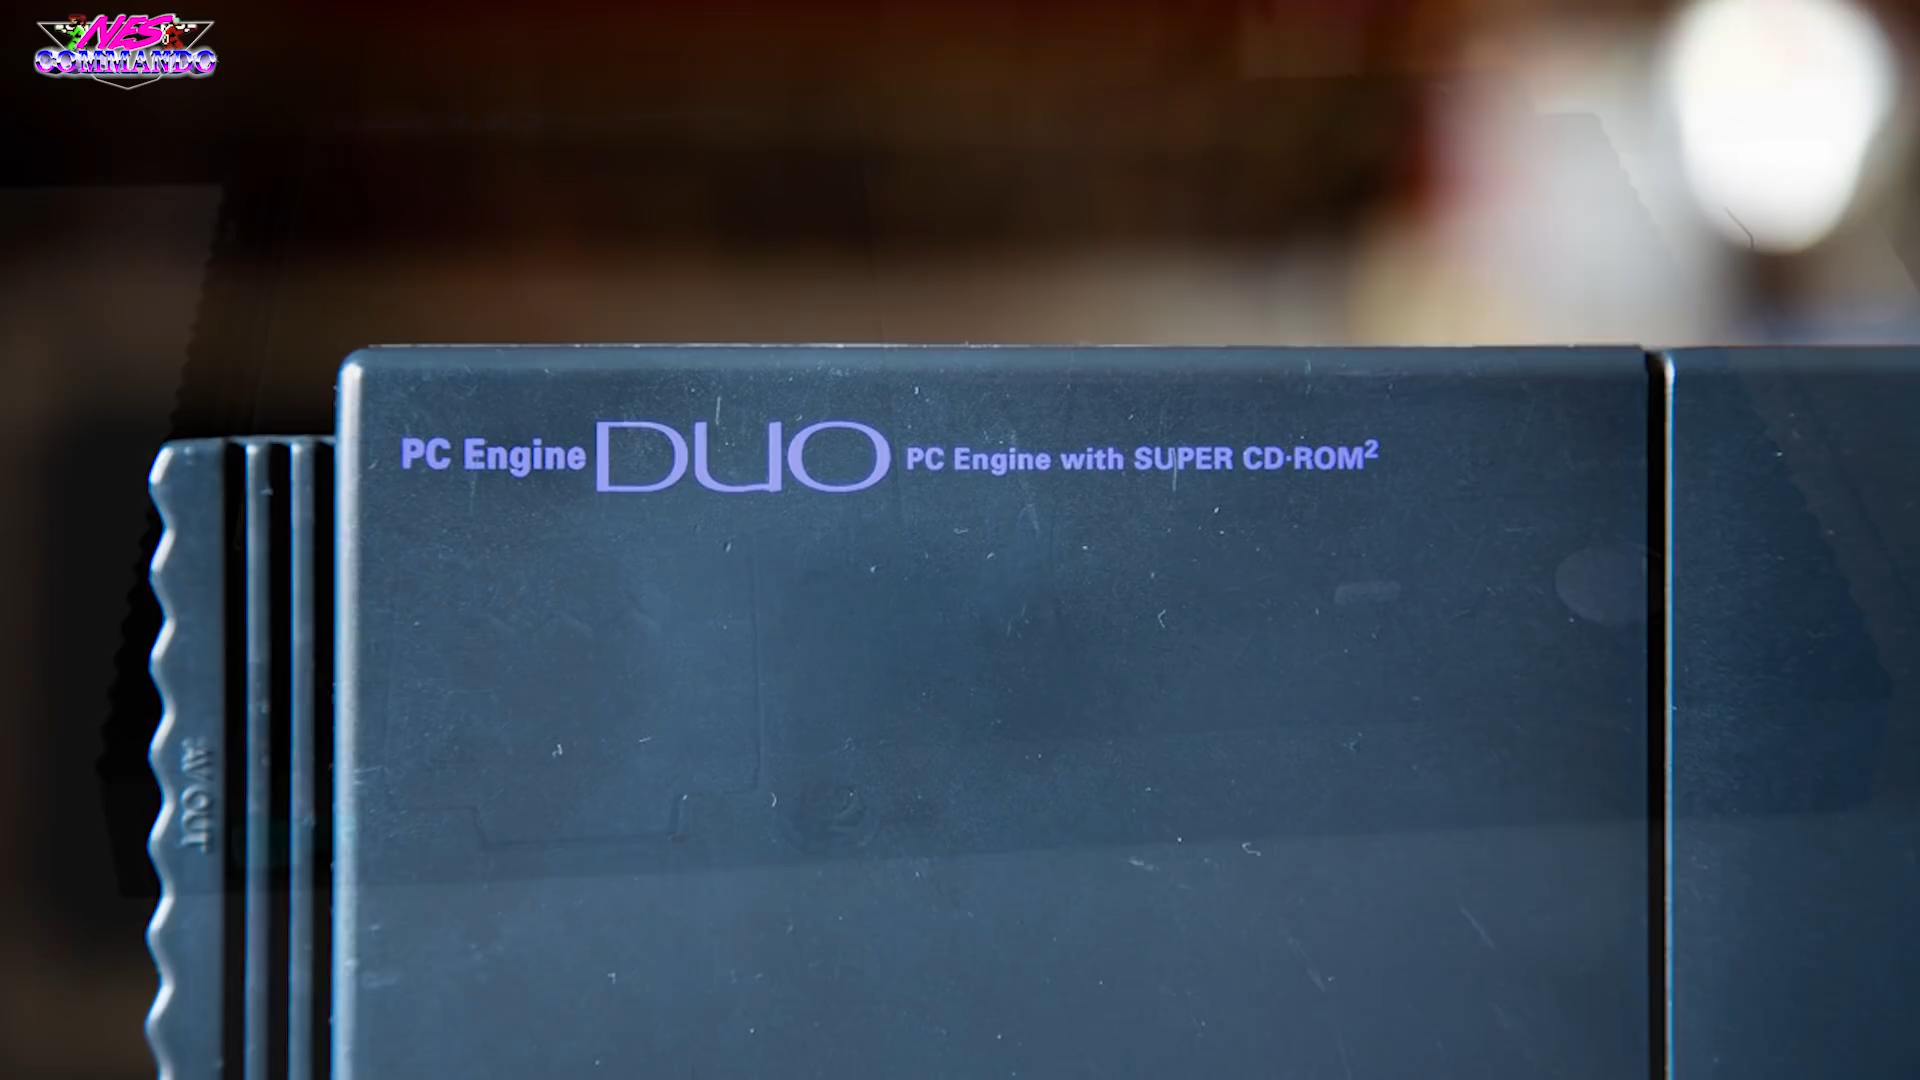 NES
COMMANDO
PC Engine DUO PC Engine with SUPER CD·ROM²
AV OUT